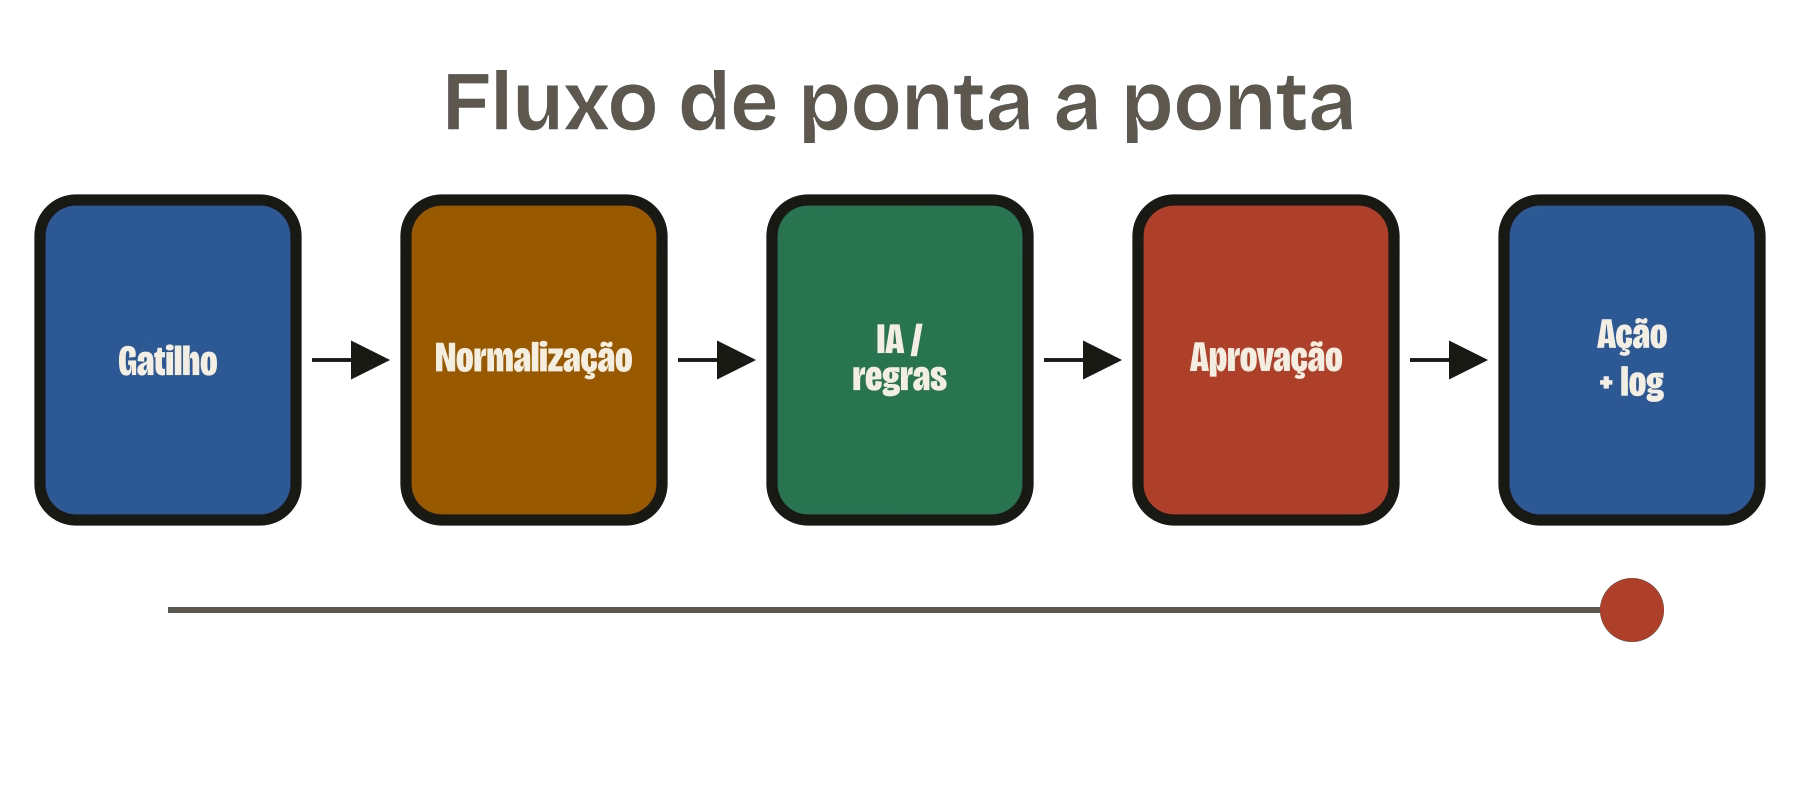 Fluxo de ponta a ponta
Gatilho
Normalização
IA /
regras
Aprovação
Ação
+ log